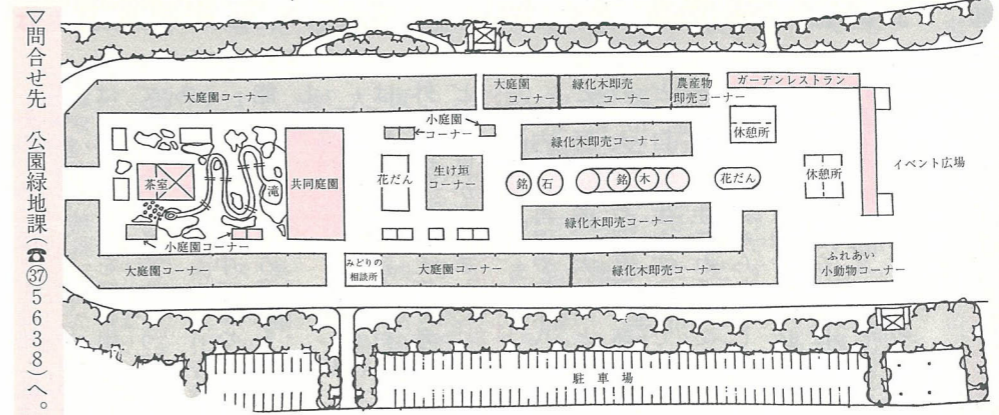 ▽問合せ先 公園緑地課(☎㊲5638)へ。
大庭園コーナー
大庭園
コーナー
緑化木即売
コーナー
農産物
即売コーナー
ガーデンレストラン
小庭園
コーナー
緑化木即売コーナー
休憩所
茶室
滝
共同庭園
花だん
生け垣
コーナー
銘石
銘木
花だん
休憩所
イベント広場
小庭園コーナー
緑化木即売コーナー
大庭園コーナー
みどりの
相談所
大庭園コーナー
緑化木即売コーナー
ふれあい
小動物コーナー
駐車場